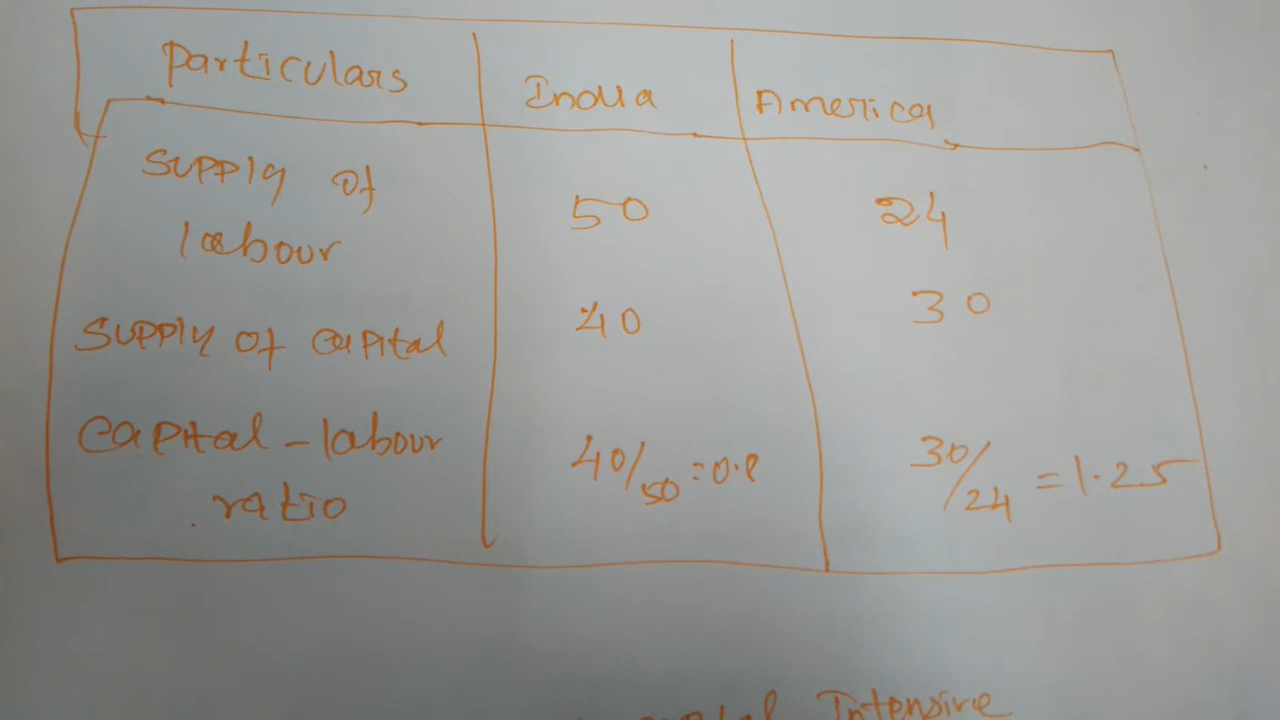 Particulars India America
Supply of labour 50 24
Supply of capital 40 30
Capital-labour ratio 40/50 = 0.8 30/24 = 1.25
Intensive